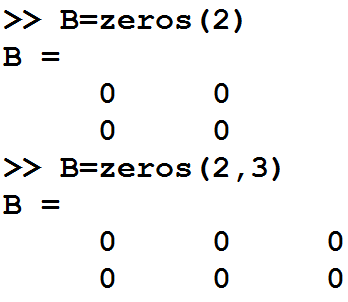 >> B=zeros(2)
B =
0 0
0 0
>> B=zeros(2,3)
B =
0 0 0
0 0 0